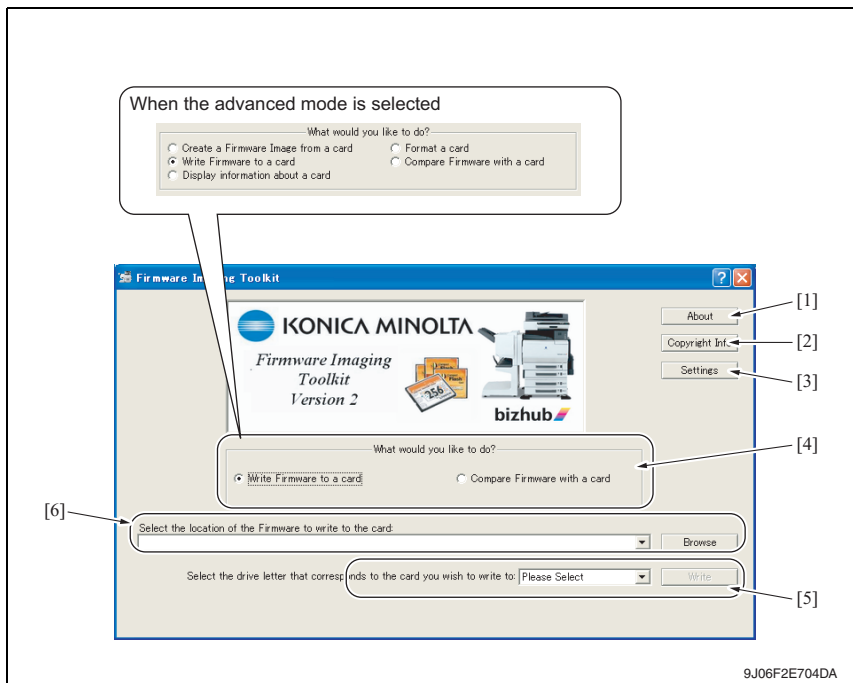 When the advanced mode is selected
What would you like to do?
Create a Firmware Image from a card Format a card
Write Firmware to a card Compare Firmware with a card
Display information about a card
Firmware Im g Toolkit
[1]
About
KONICA MINOLTA
Copyright Inf.
[2]
Firmware Imaging
Toolkit
Version 2
Settings
[3]
256
bizhub
What would you like to do?
[4]
Write Firmware to a card Compare Firmware with a card
[6]
Select the location of the Firmware to write to the card:
Browse
Select the drive letter that corresponds to the card you wish to write to: Please Select Write
[5]
9J06F2E704DA